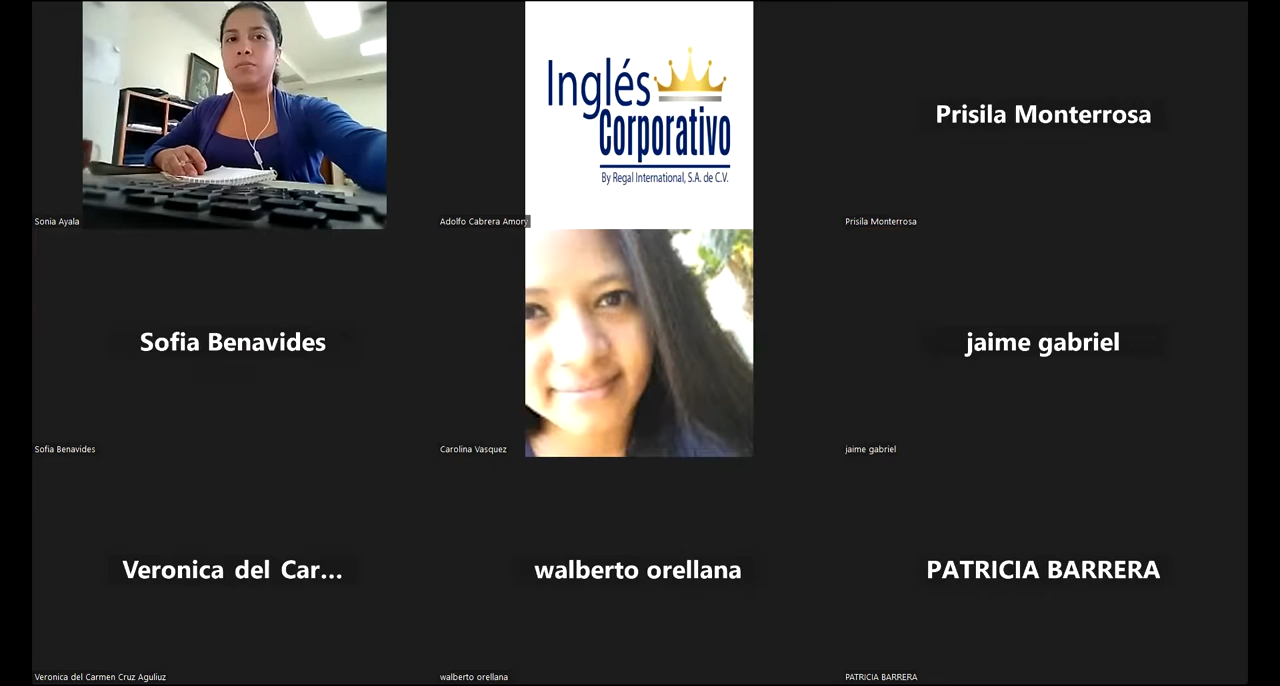 Inglés
Corporativo
By Regal International, S.A. de C.V.
Prisila Monterrosa
Sonia Ayala
Adolfo Cabrera Amory
Prisila Monterrosa
Sofia Benavides
jaime gabriel
Sofia Benavides
Carolina Vasquez
jaime gabriel
Veronica del Car...
walberto orellana
PATRICIA BARRERA
Veronica del Carmen Cruz Aguliuz
walberto orellana
PATRICIA BARRERA